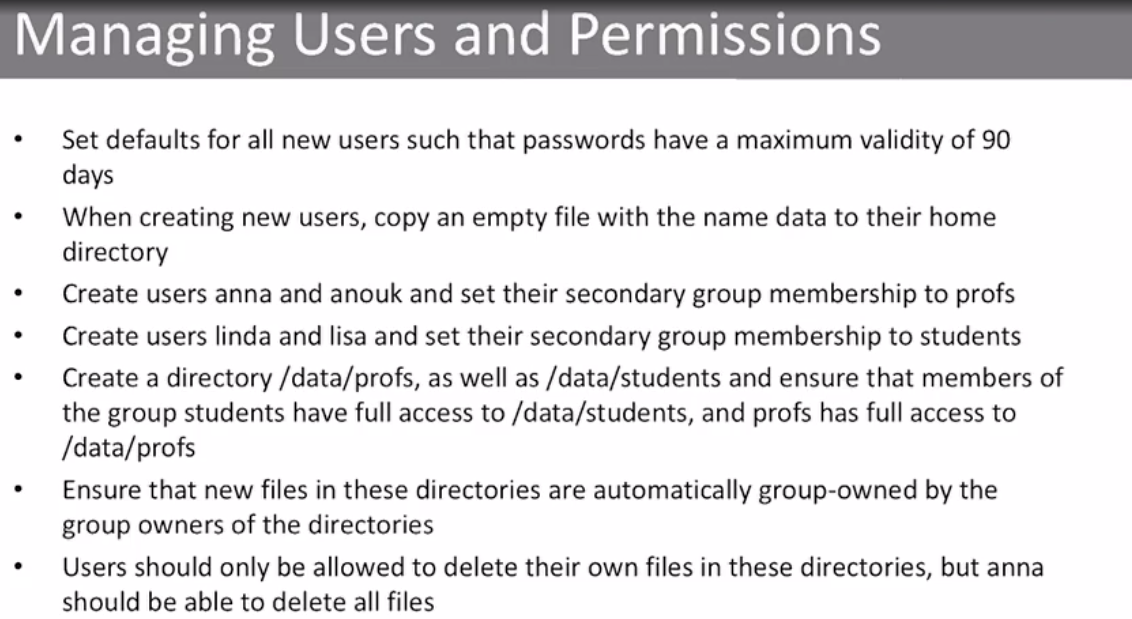 Managing Users and Permissions
• Set defaults for all new users such that passwords have a maximum validity of 90
days
• When creating new users, copy an empty file with the name data to their home
directory
• Create users anna and anouk and set their secondary group membership to profs
• Create users linda and lisa and set their secondary group membership to students
• Create a directory /data/profs, as well as /data/students and ensure that members of
the group students have full access to /data/students, and profs has full access to
/data/profs
• Ensure that new files in these directories are automatically group-owned by the
group owners of the directories
• Users should only be allowed to delete their own files in these directories, but anna
should be able to delete all files